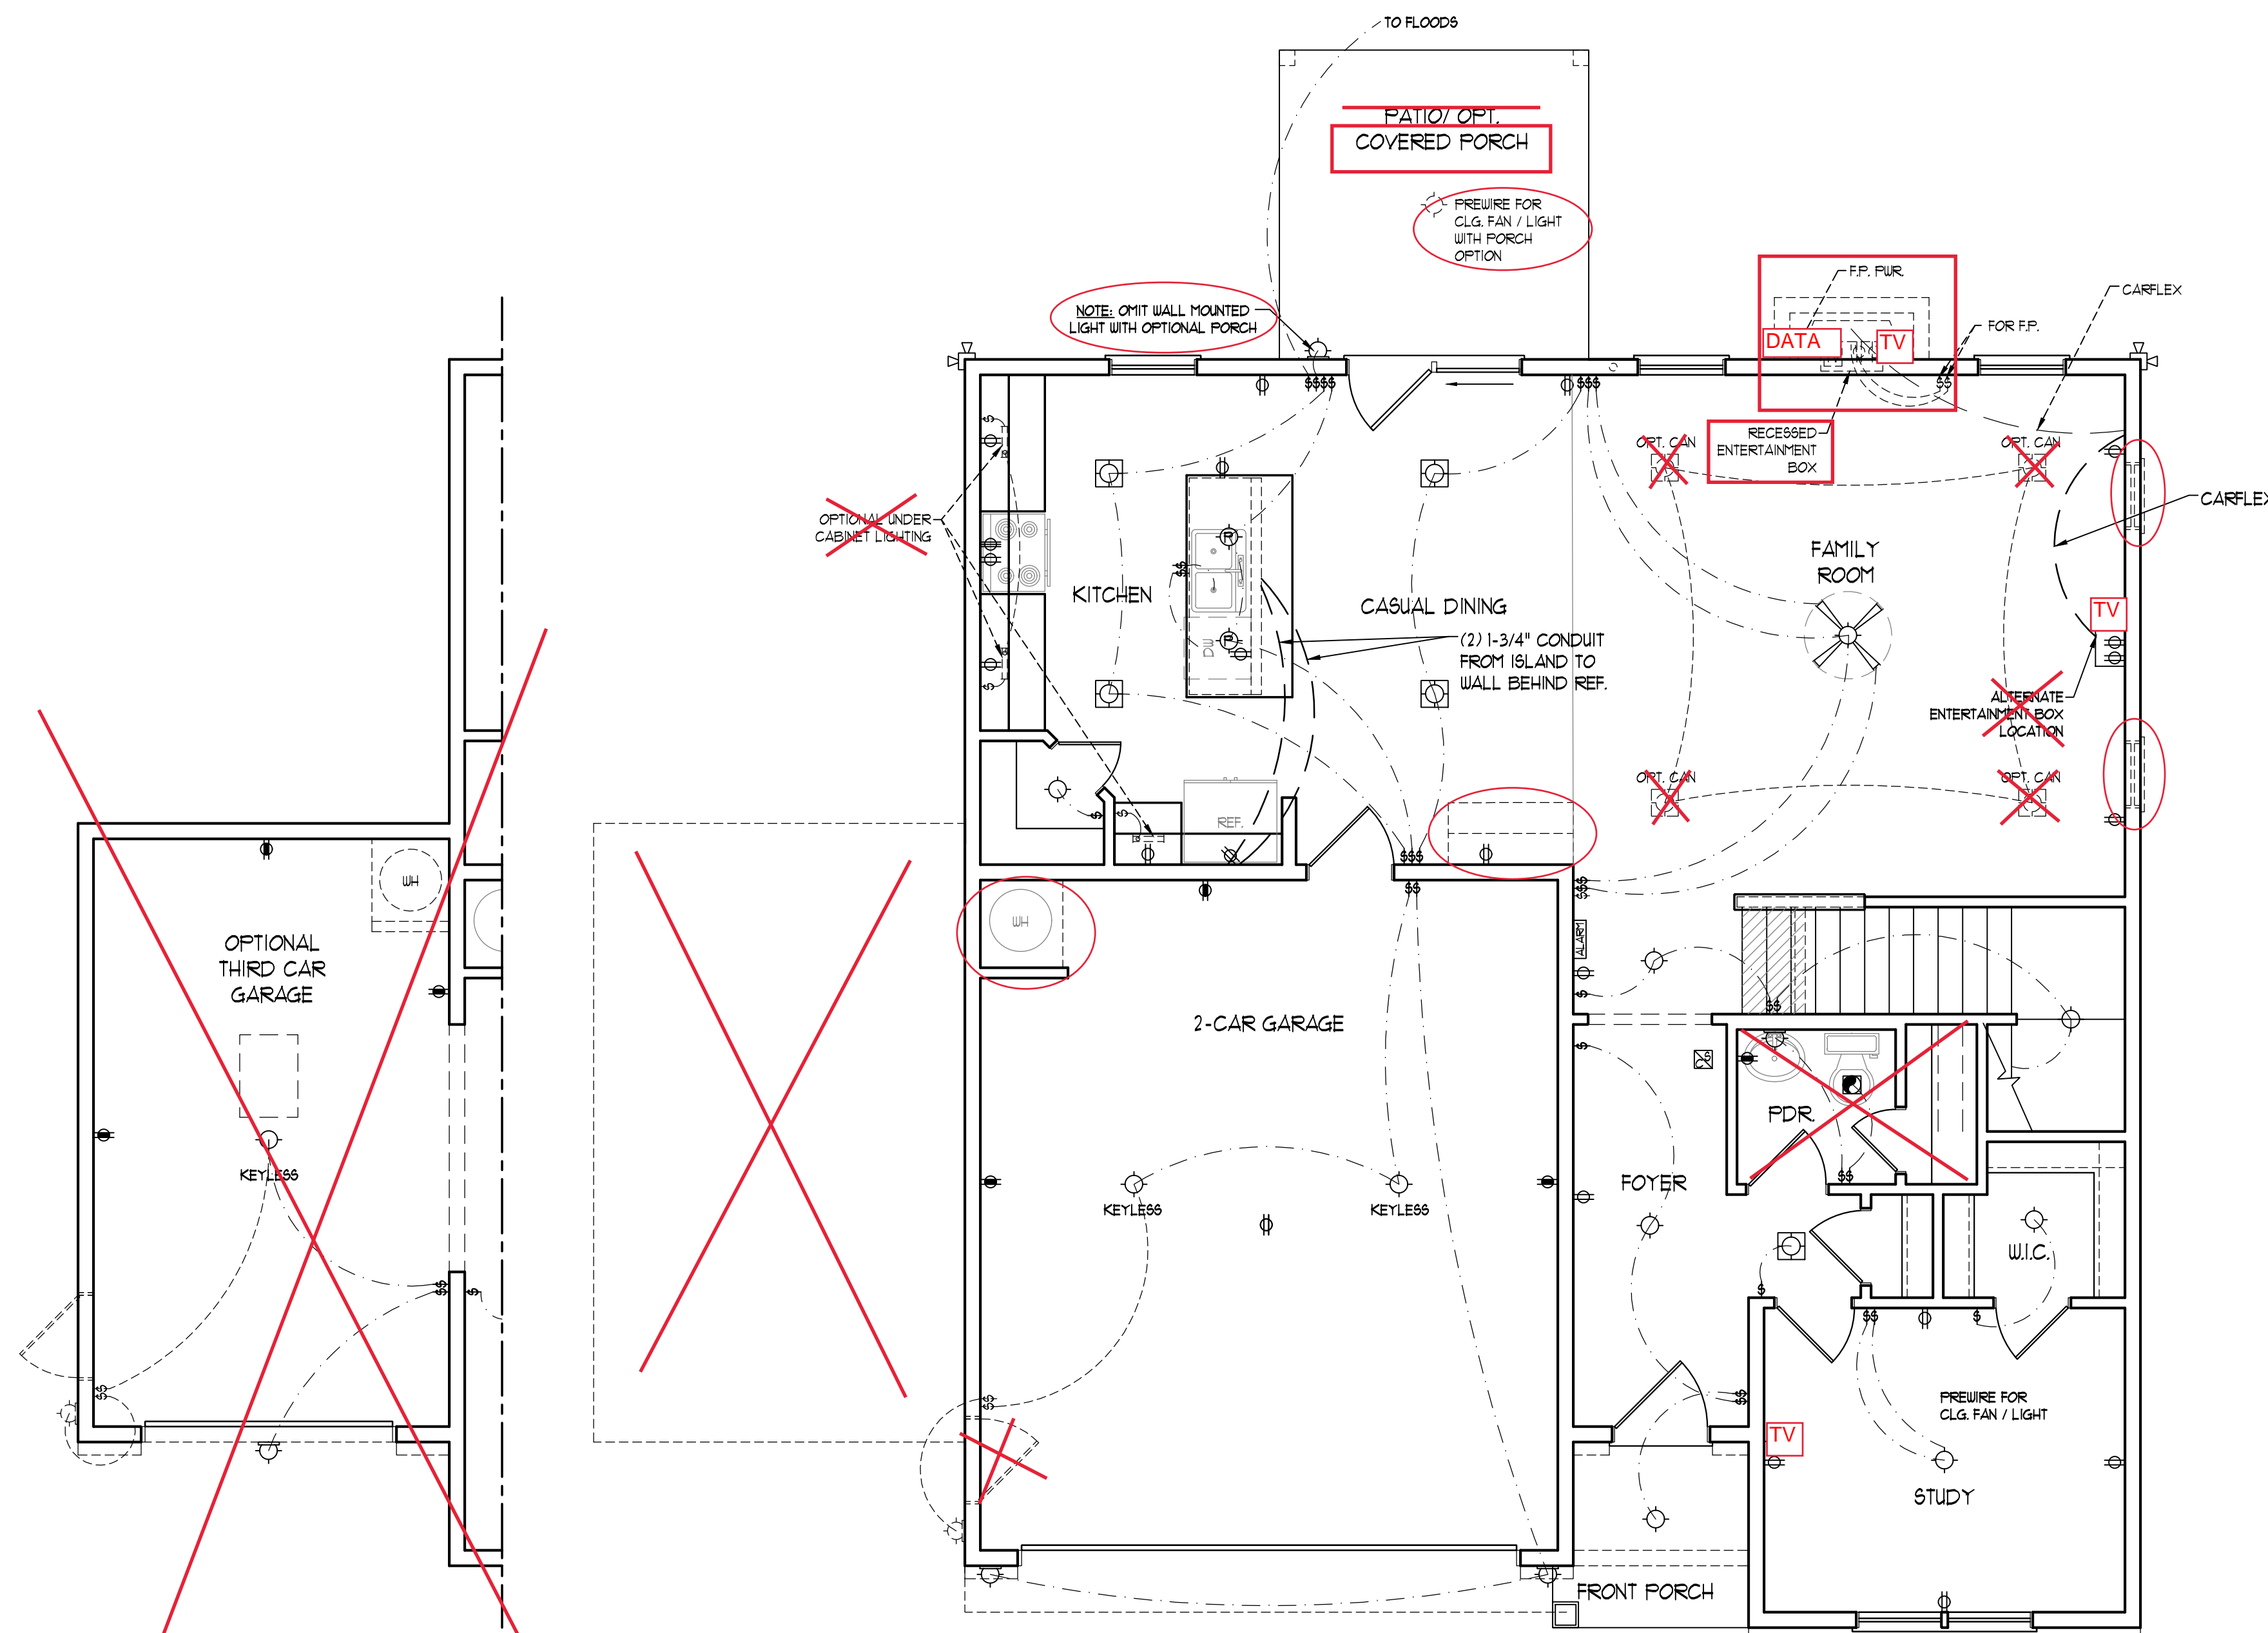 TO FLOODS
PATIO/ OPT.
COVERED PORCH
PREWIRE FOR
CLG. FAN / LIGHT
WITH PORCH
OPTION
NOTE: OMIT WALL MOUNTED
LIGHT WITH OPTIONAL PORCH
F.P. PWR.
CARFLEX
FOR F.P.
DATA
TV
$$$$
$$$
$$
RECESSED
ENTERTAINMENT
BOX
OPT. CAN
OPT. CAN
CARFLEX
OPTIONAL UNDER
CABINET LIGHTING
$
R
$$
KITCHEN
DW
P
CASUAL DINING
(2) 1-3/4" CONDUIT
FROM ISLAND TO
WALL BEHIND REF.
FAMILY
ROOM
TV
ALTERNATE
ENTERTAINMENT BOX
LOCATION
$
OPT. CAN
OPT. CAN
$
$
REF.
$$$
$$
$$$
WH
WH
ALARM
OPTIONAL
THIRD CAR
GARAGE
2-CAR GARAGE
$
$$
$
PDR.
KEYLESS
KEYLESS
KEYLESS
FOYER
$$
W.I.C.
$$
$
$
$$
$
$$
$$
$$
PREWIRE FOR
CLG. FAN / LIGHT
TV
STUDY
FRONT PORCH